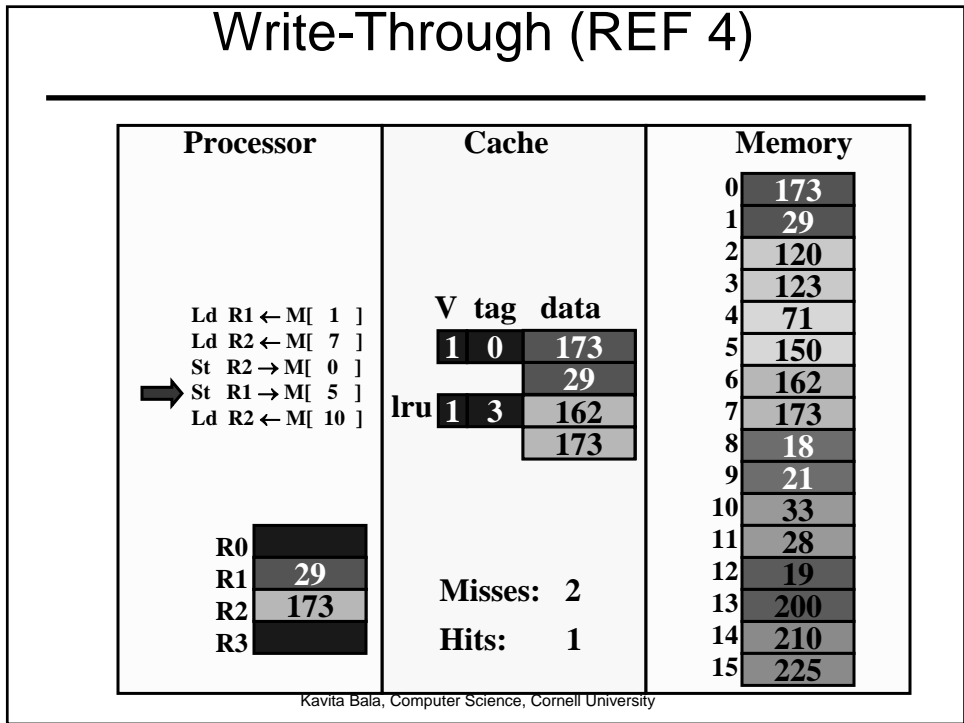 Write-Through (REF 4)
Processor
Ld R1 ← M[ 1 ]
Ld R2 ← M[ 7 ]
St R2 → M[ 0 ]
St R1 → M[ 5 ]
Ld R2 ← M[ 10 ]
R0
R1 29
R2 173
R3
Cache
V tag data
1 0 173
29
lru 1 3 162
173
Misses: 2
Hits: 1
Memory
0 173
1 29
2 120
3 123
4 71
5 150
6 162
7 173
8 18
9 21
10 33
11 28
12 19
13 200
14 210
15 225
Kavita Bala, Computer Science, Cornell University